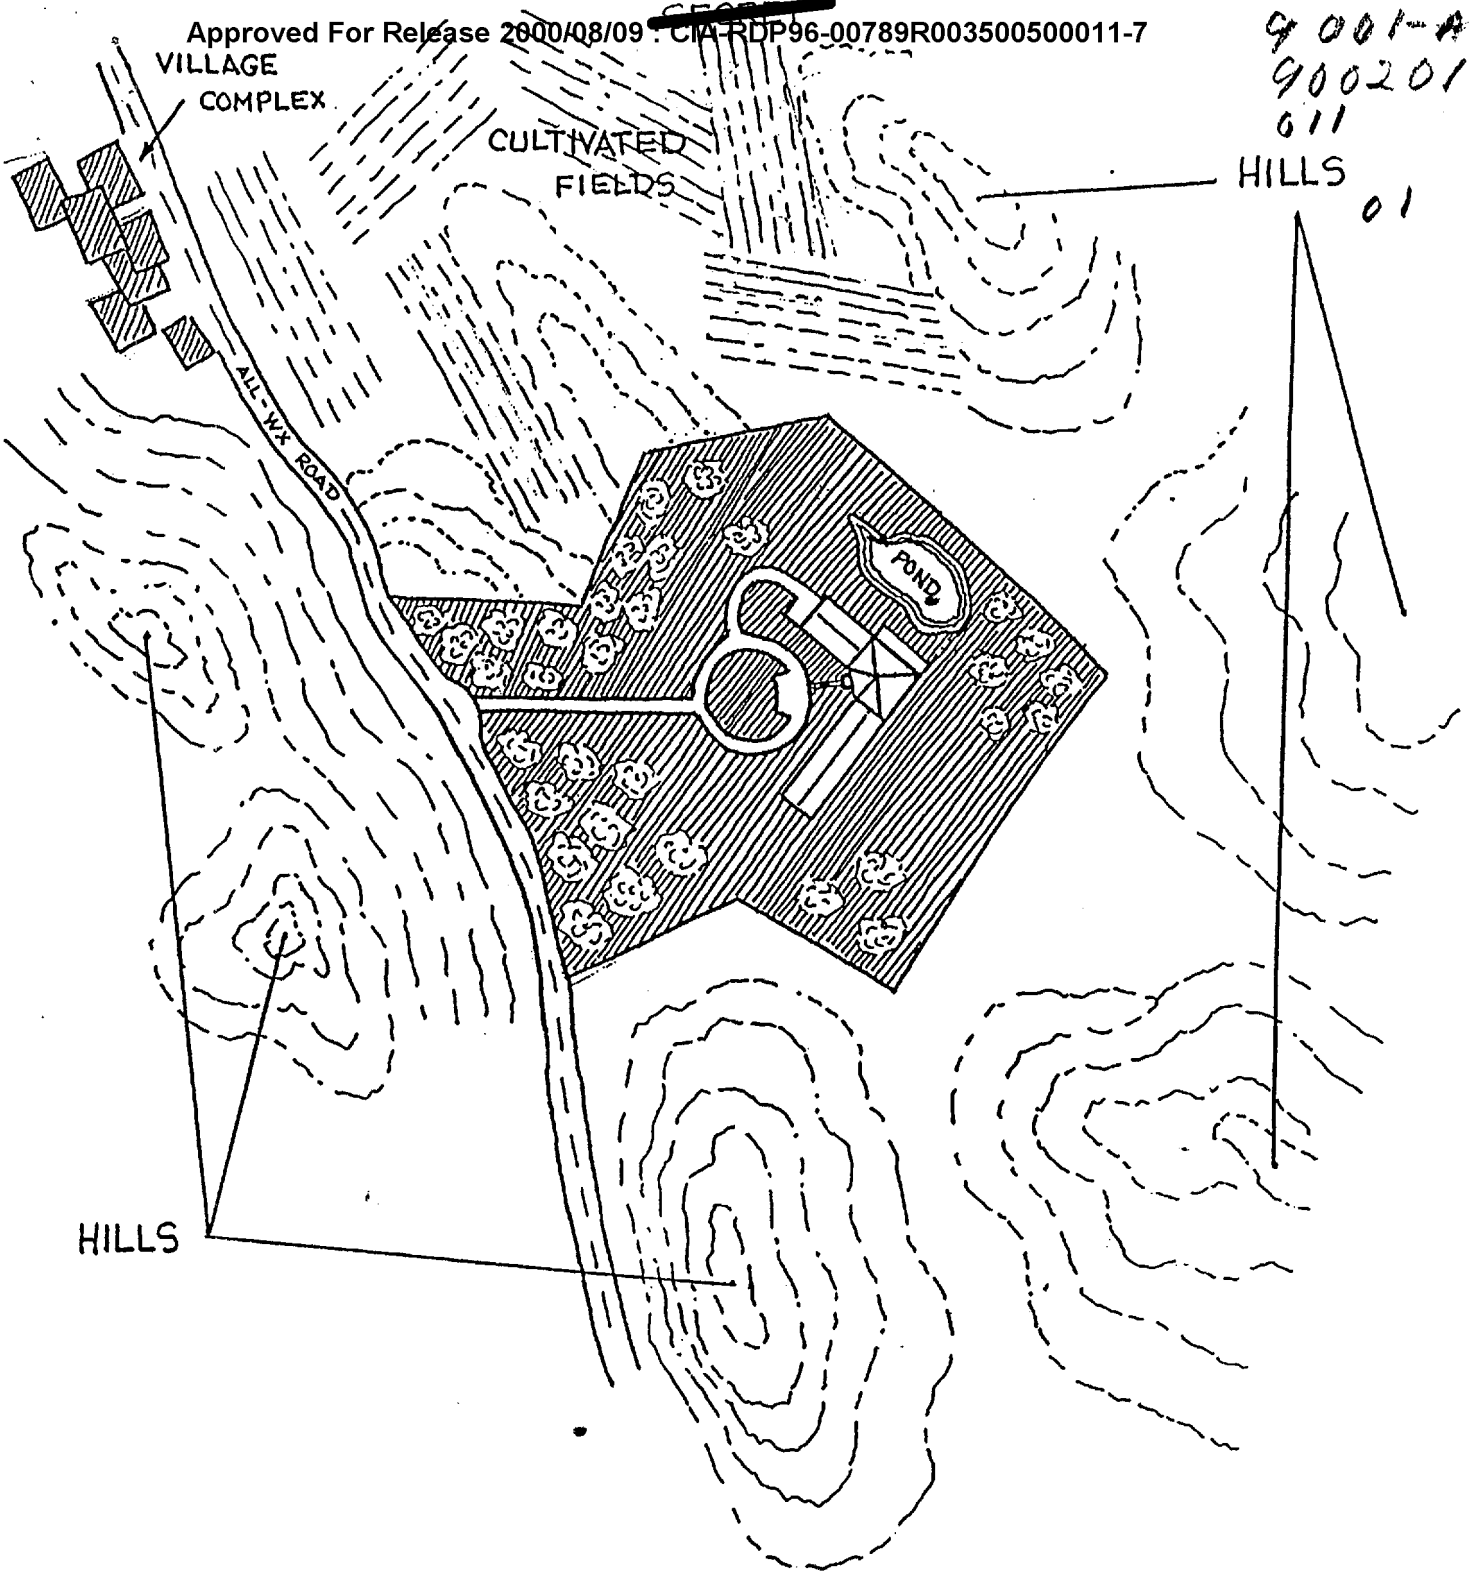 SECRET
Approved For Release 2000/08/09 : CIA-RDP96-00789R003500500011-7
9001-A
900201
011
01
VILLAGE
COMPLEX
CULTIVATED
FIELDS
HILLS
ALL-WX ROAD
POND
HILLS